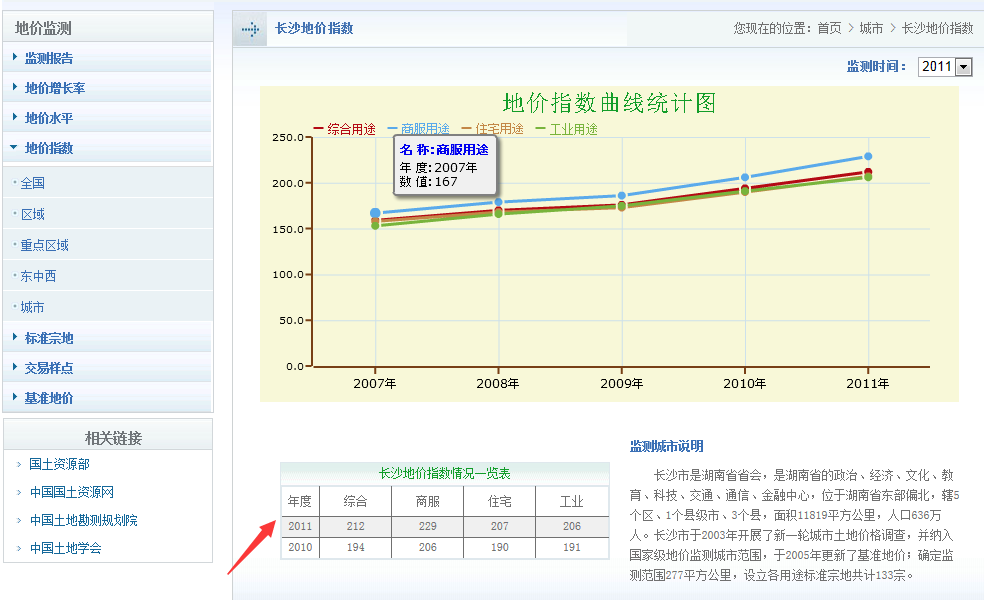 地价监测
监测报告
地价增长率
地价水平
地价指数
·全国
·区域
·重点区域
·东中西
·城市
标准宗地
交易样点
基准地价
相关链接
国土资源部
中国国土资源网
中国土地勘测规划院
中国土地学会
长沙地价指数
您现在的位置：首页 > 城市 > 长沙地价指数
监测时间： 2011
地价指数曲线统计图
综合用途 商服用途 住宅用途 工业用途
名 称:商服用途
年 度:2007年
数 值:167
250.0
200.0
150.0
100.0
50.0
0.0
2007年 2008年 2009年 2010年 2011年
长沙地价指数情况一览表
年度 综合 商服 住宅 工业
2011 212 229 207 206
2010 194 206 190 191
监测城市说明
长沙市是湖南省省会，是湖南省的政治、经济、文化、教
育、科技、交通、通信、金融中心，位于湖南省东部偏北，辖5
个区、1个县级市、3个县，面积11819平方公里，人口636万
人。长沙市于2003年开展了新一轮城市土地价格调查，并纳入
国家级地价监测城市范围，于2005年更新了基准地价；确定监
测范围277平方公里，设立各用途标准宗地共计133宗。